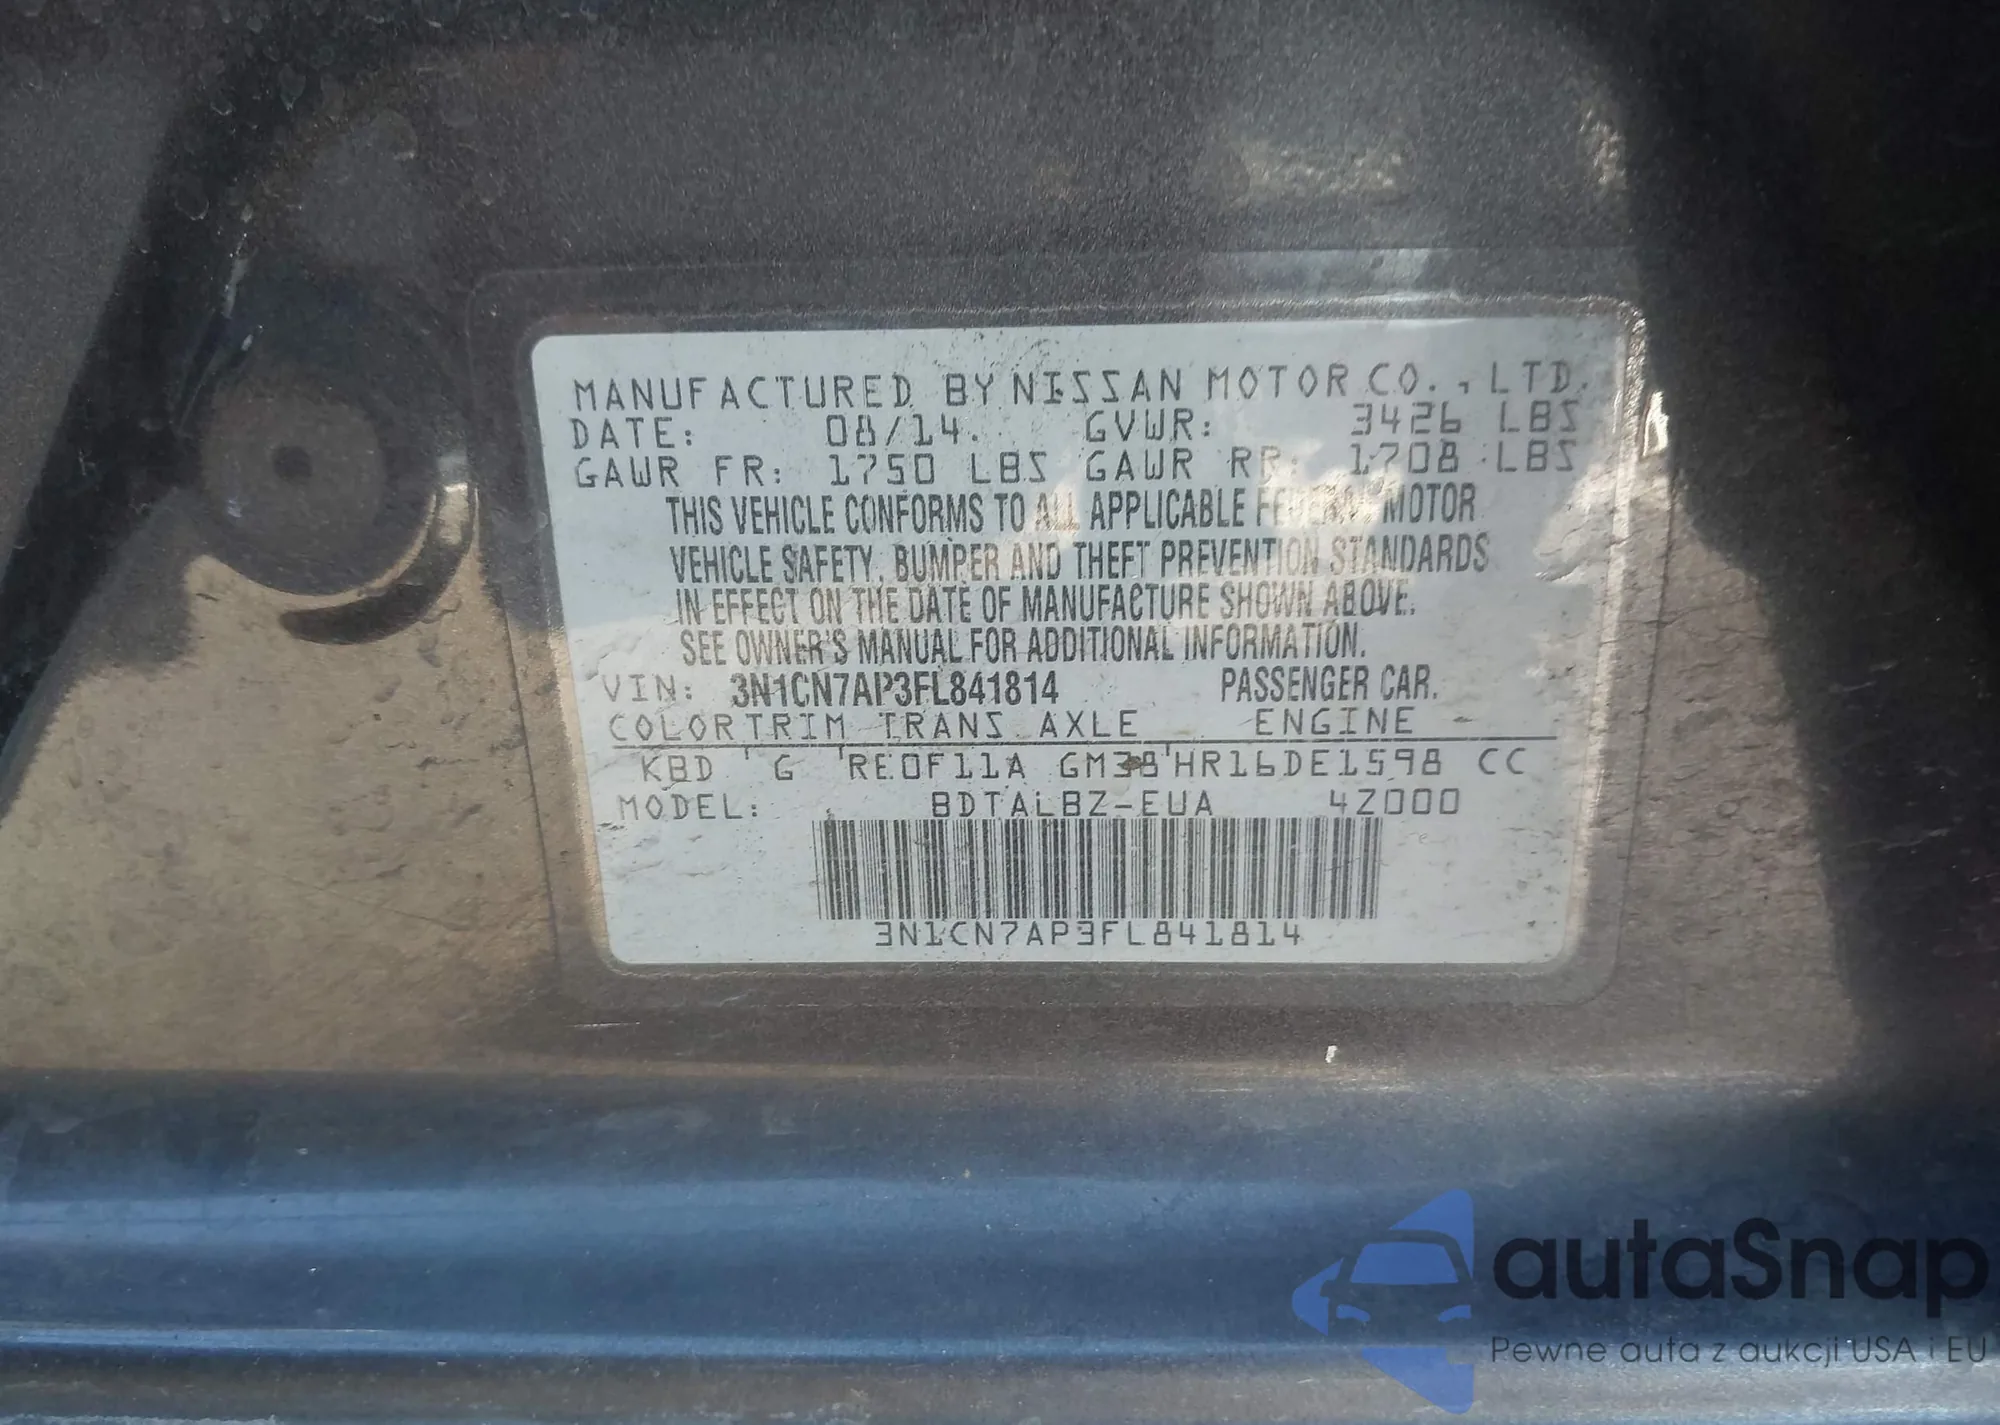 MANUFACTURED BY NISSAN MOTOR CO., LTD.
DATE: 08/14. GVWR: 3426 LBS
GAWR FR: 1750 LBS GAWR RR: 1708 LBS
THIS VEHICLE CONFORMS TO ALL APPLICABLE FEDERAL MOTOR
VEHICLE SAFETY, BUMPER AND THEFT PREVENTION STANDARDS
IN EFFECT ON THE DATE OF MANUFACTURE SHOWN ABOVE.
SEE OWNER'S MANUAL FOR ADDITIONAL INFORMATION.
VIN: 3N1CN7AP3FL841814 PASSENGER CAR.
COLOR TRIM TRANS AXLE ENGINE
KBD G RE0F11A GM38 HR16DE1598 CC
MODEL: BDTALBZ-EUA 4Z000
3N1CN7AP3FL841814
autaSnap
Pewne auta z aukcji USA i EU